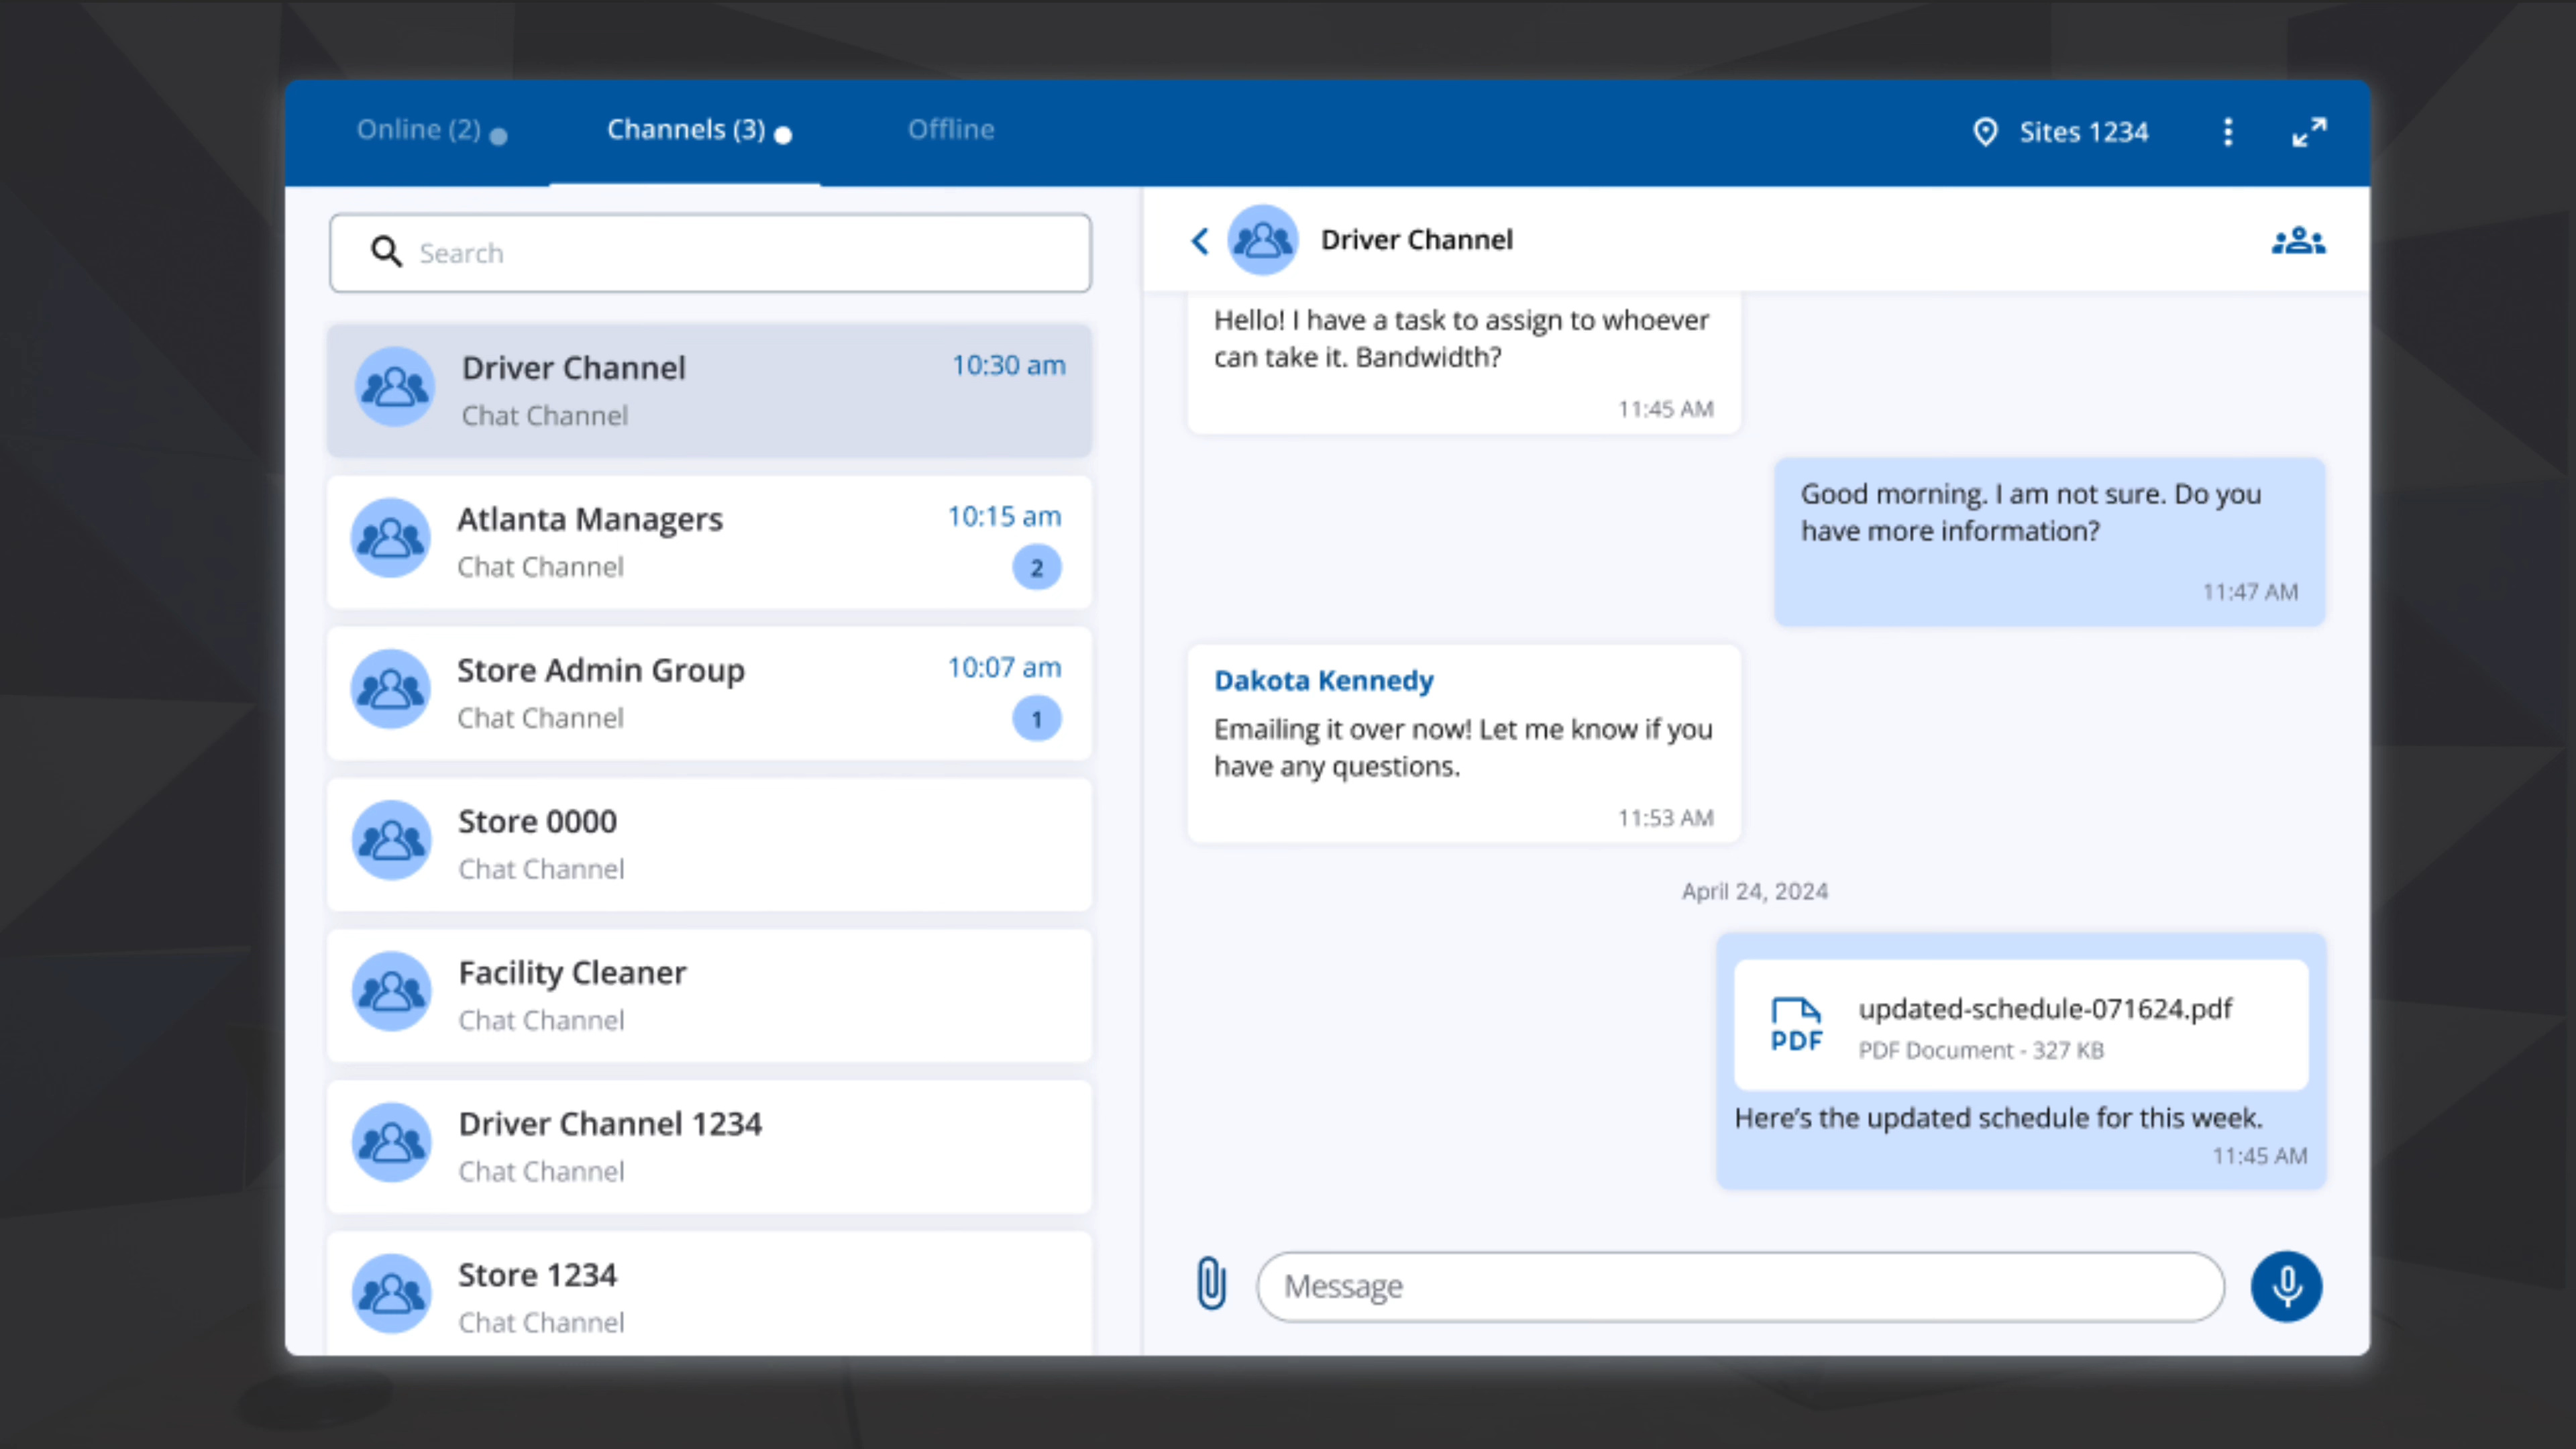 Online (2)
Channels (3)
Offline
Sites 1234
Search
Driver Channel
10:30 am
Chat Channel
Atlanta Managers
10:15 am
Chat Channel
2
Store Admin Group
10:07 am
Chat Channel
1
Store 0000
Chat Channel
Facility Cleaner
Chat Channel
Driver Channel 1234
Chat Channel
Store 1234
Chat Channel
Driver Channel
Hello! I have a task to assign to whoever
can take it. Bandwidth?
11:45 AM
Good morning. I am not sure. Do you
have more information?
11:47 AM
Dakota Kennedy
Emailing it over now! Let me know if you
have any questions.
11:53 AM
April 24, 2024
PDF
updated-schedule-071624.pdf
PDF Document - 327 KB
Here’s the updated schedule for this week.
11:45 AM
Message